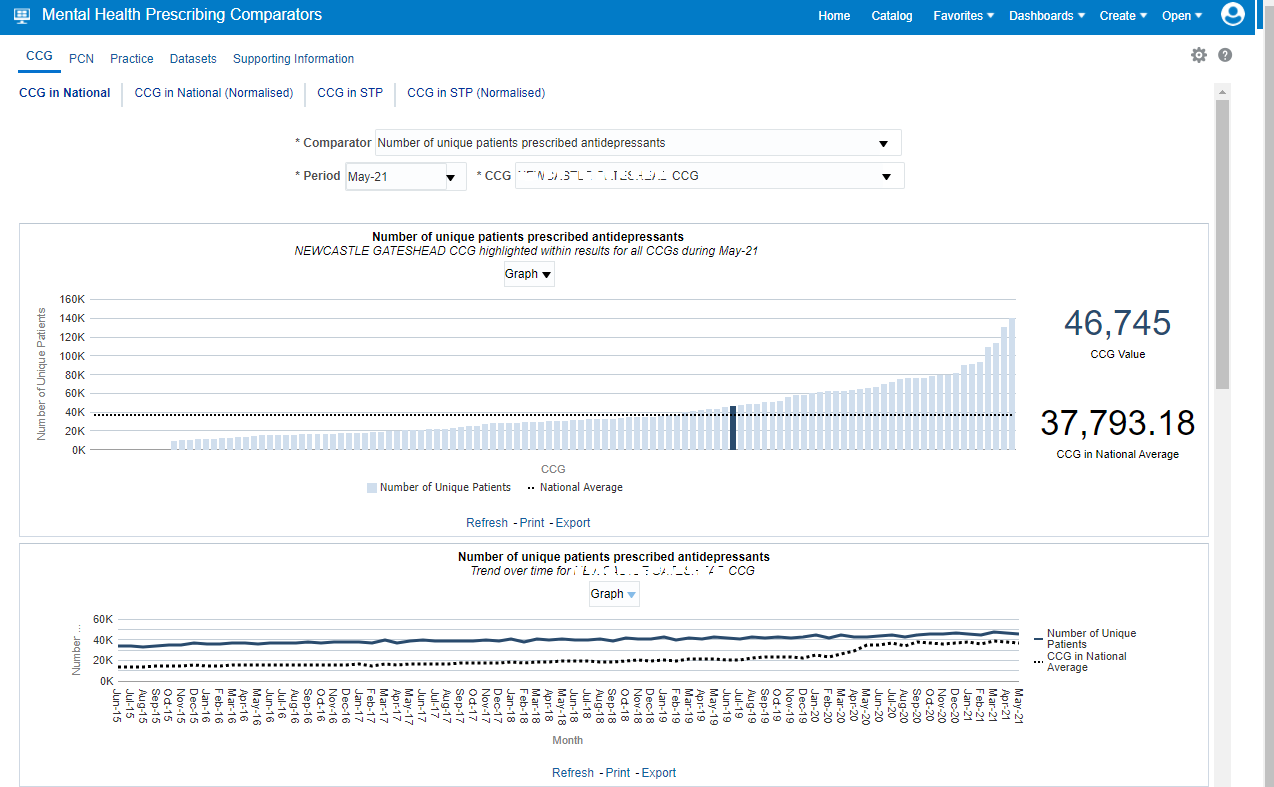 Mental Health Prescribing Comparators
Home Catalog Favorites Dashboards Create Open
CCG PCN Practice Datasets Supporting Information
CCG in National CCG in National (Normalised) CCG in STP CCG in STP (Normalised)
* Comparator Number of unique patients prescribed antidepressants
* Period May-21 * CCG CCG
Number of unique patients prescribed antidepressants
NEWCASTLE GATESHEAD CCG highlighted within results for all CCGs during May-21
Graph
Number of Unique Patients
160K
140K
120K
100K
80K
60K
40K
20K
0K
CCG
Number of Unique Patients National Average
46,745
CCG Value
37,793.18
CCG in National Average
Refresh - Print - Export
Number of unique patients prescribed antidepressants
Trend over time for CCG
Graph
Number ...
60K
40K
20K
0K
Jun-15 Jul-15 Aug-15 Sep-15 Oct-15 Nov-15 Dec-15 Jan-16 Feb-16 Mar-16 Apr-16 May-16 Jun-16 Jul-16 Aug-16 Sep-16 Oct-16 Nov-16 Dec-16 Jan-17 Feb-17 Mar-17 Apr-17 May-17 Jun-17 Jul-17 Aug-17 Sep-17 Oct-17 Nov-17 Dec-17 Jan-18 Feb-18 Mar-18 Apr-18 May-18 Jun-18 Jul-18 Aug-18 Sep-18 Oct-18 Nov-18 Dec-18 Jan-19 Feb-19 Mar-19 Apr-19 May-19 Jun-19 Jul-19 Aug-19 Sep-19 Oct-19 Nov-19 Dec-19 Jan-20 Feb-20 Mar-20 Apr-20 May-20 Jun-20 Jul-20 Aug-20 Sep-20 Oct-20 Nov-20 Dec-20 Jan-21 Feb-21 Mar-21 Apr-21 May-21
Month
Number of Unique
Patients
CCG in National
Average
Refresh - Print - Export